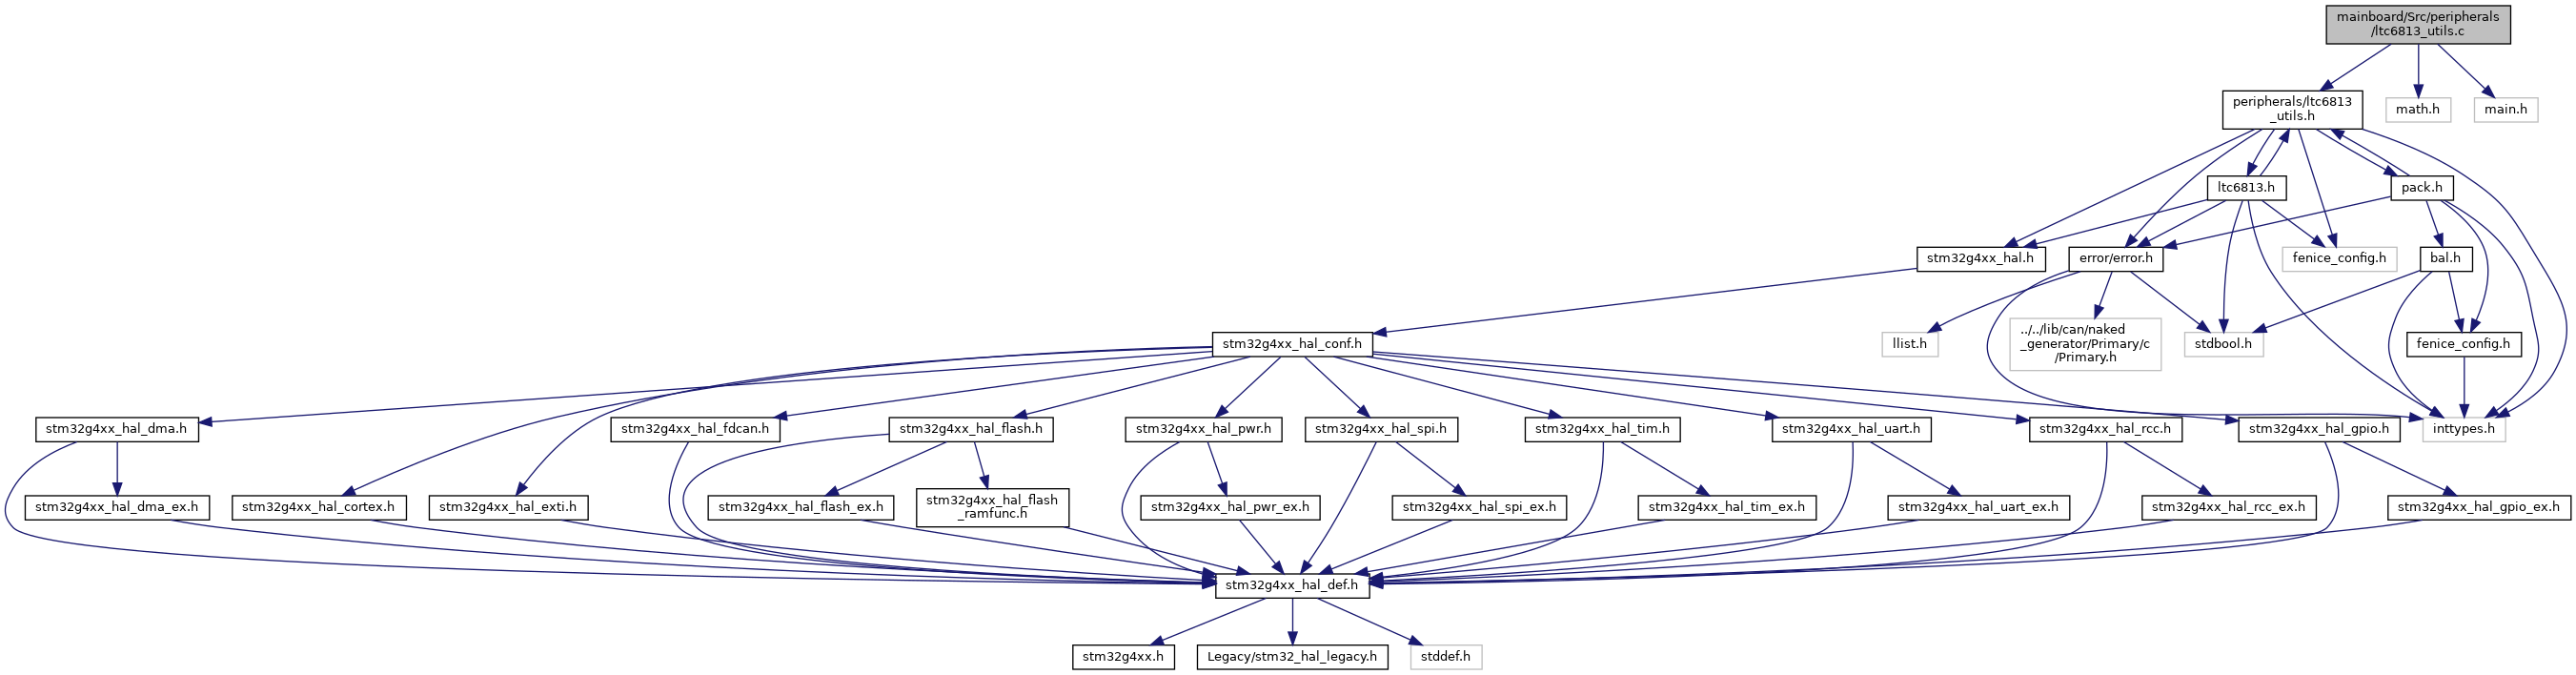 mainboard/Src/peripherals
/ltc6813_utils.c
peripherals/ltc6813
_utils.h
math.h
main.h
ltc6813.h
pack.h
stm32g4xx_hal.h
error/error.h
fenice_config.h
bal.h
stm32g4xx_hal_conf.h
llist.h
../../lib/can/naked
_generator/Primary/c
/Primary.h
stdbool.h
fenice_config.h
stm32g4xx_hal_dma.h
stm32g4xx_hal_fdcan.h
stm32g4xx_hal_flash.h
stm32g4xx_hal_pwr.h
stm32g4xx_hal_spi.h
stm32g4xx_hal_tim.h
stm32g4xx_hal_uart.h
stm32g4xx_hal_rcc.h
stm32g4xx_hal_gpio.h
inttypes.h
stm32g4xx_hal_dma_ex.h
stm32g4xx_hal_cortex.h
stm32g4xx_hal_exti.h
stm32g4xx_hal_flash_ex.h
stm32g4xx_hal_flash
_ramfunc.h
stm32g4xx_hal_pwr_ex.h
stm32g4xx_hal_spi_ex.h
stm32g4xx_hal_tim_ex.h
stm32g4xx_hal_uart_ex.h
stm32g4xx_hal_rcc_ex.h
stm32g4xx_hal_gpio_ex.h
stm32g4xx_hal_def.h
stm32g4xx.h
Legacy/stm32_hal_legacy.h
stddef.h